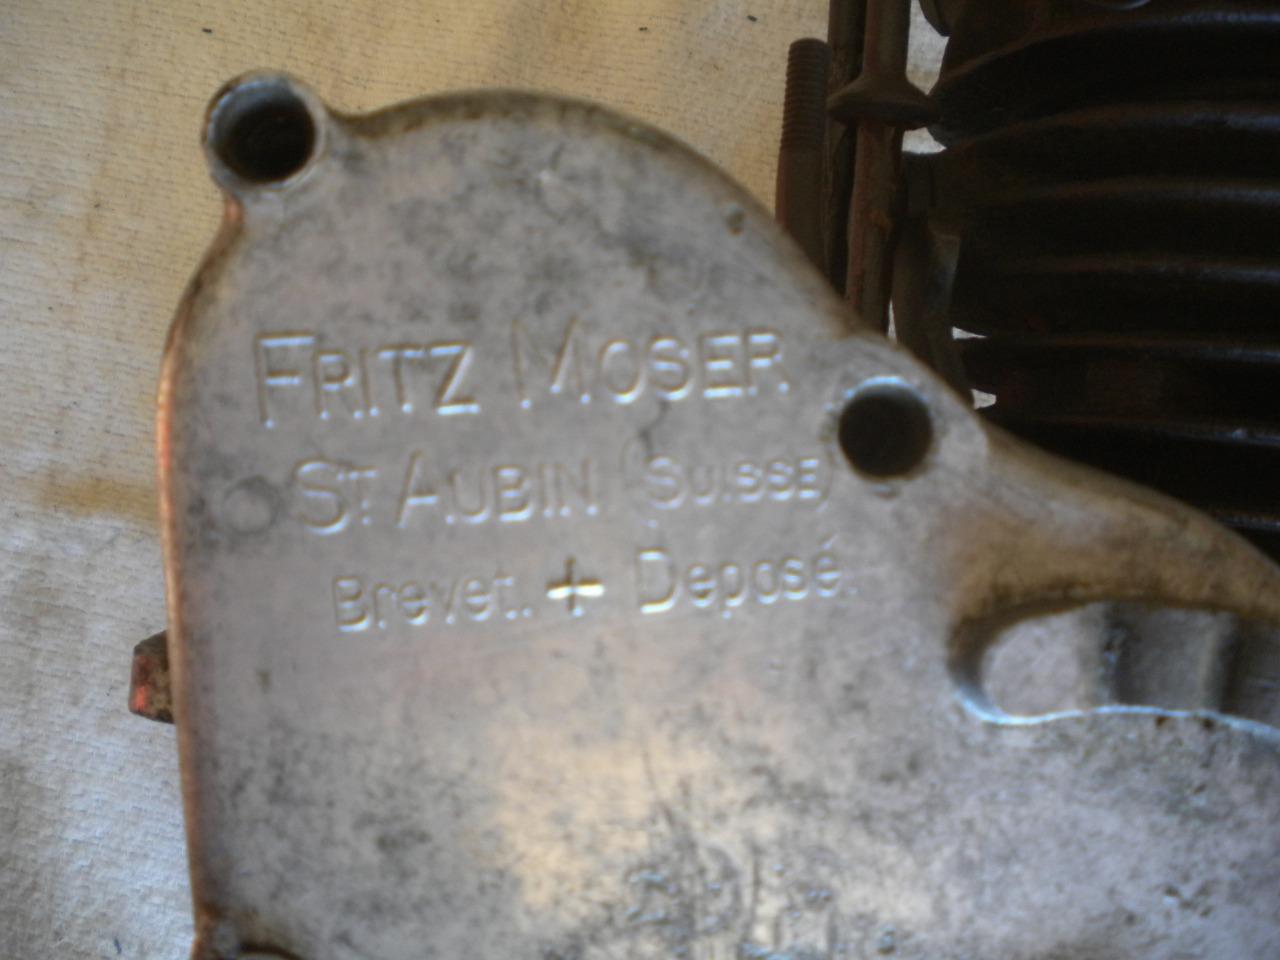 FRITZ MOSER
ST AUBIN (SUISSE)
Brevet. + Deposé.